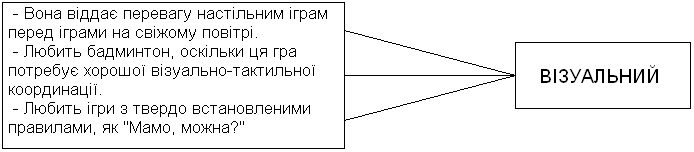 - Вона віддає перевагу настільним іграм
перед іграми на свіжому повітрі.
- Любить бадминтон, оскільки ця гра
потребує хорошої візуально-тактильної
координації.
- Любить ігри з твердо встановленими
правилами, як "Мамо, можна?"
ВІЗУАЛЬНИЙ